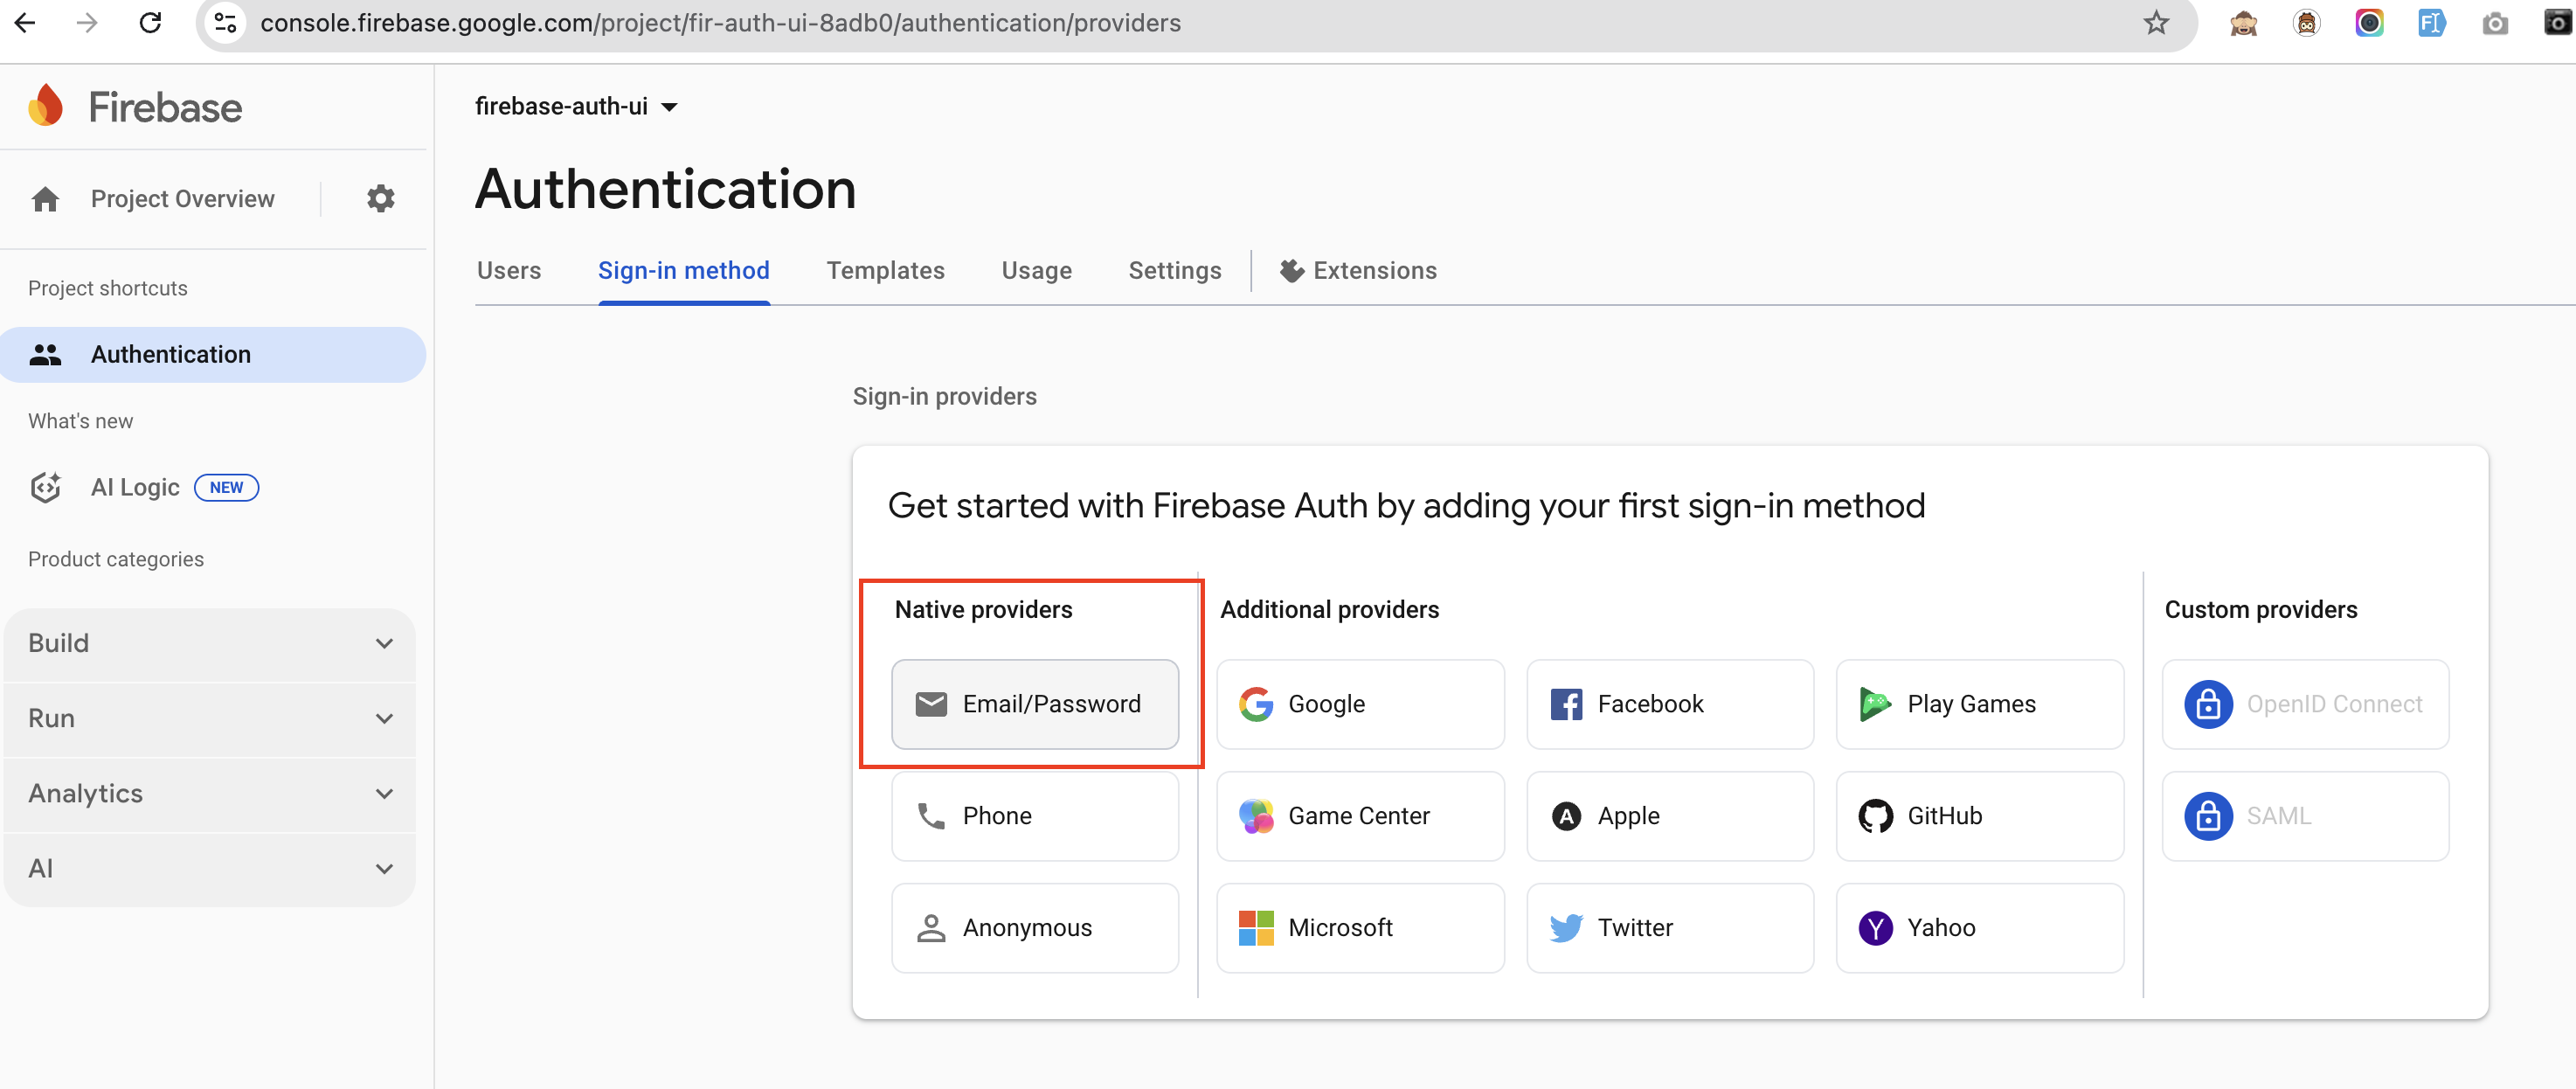 console.firebase.google.com/project/fir-auth-ui-8adb0/authentication/providers
Firebase
Project Overview
Project shortcuts
Authentication
What's new
AI Logic NEW
Product categories
Build
Run
Analytics
AI
firebase-auth-ui
Authentication
Users Sign-in method Templates Usage Settings Extensions
Sign-in providers
Get started with Firebase Auth by adding your first sign-in method
Native providers Additional providers Custom providers
Email/Password Google Facebook Play Games OpenID Connect
Phone Game Center Apple GitHub SAML
Anonymous Microsoft Twitter Yahoo